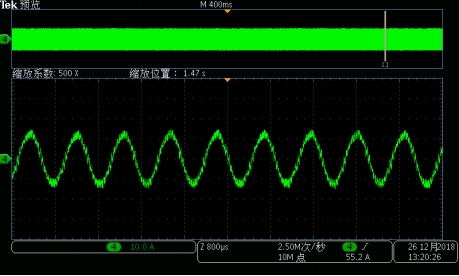 Tek 预览
M 400ms
4
缩放系数: 500 X
缩放位置： 1.47 s
4
4 10.0 A
Z 800µs
2.50M次/秒
4
10M 点
55.2 A
26 12月 2018
13:20:26